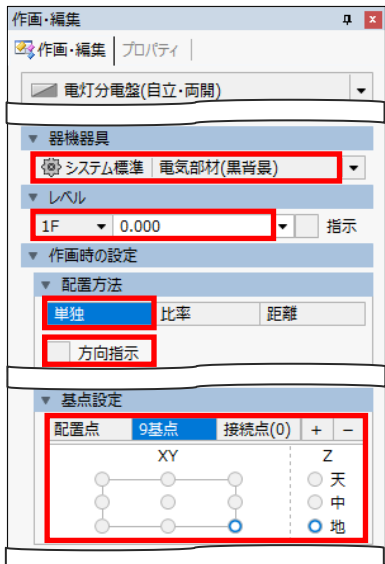 作画・編集
作画・編集 プロパティ
電灯分電盤(自立・両開)
器機器具
システム標準 電気部材(黒背景)
レベル
1F 0.000 指示
作画時の設定
配置方法
単独 比率 距離
方向指示
基点設定
配置点 9基点 接続点(0) + −
XY Z
天
中
地